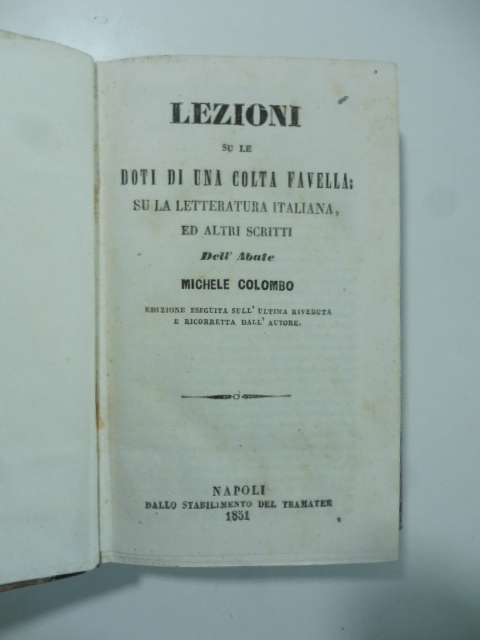 LEZIONI
SU LE
DOTI DI UNA COLTA FAVELLA:
SU LA LETTERATURA ITALIANA,
ED ALTRI SCRITTI
Dell' Abate
MICHELE COLOMBO
EDIZIONE ESEGUITA SULL' ULTIMA RIVEDUTA
E RICORRETTA DALL' AUTORE.
NAPOLI
DALLO STABILIMENTO DEL TRAMATER
1851